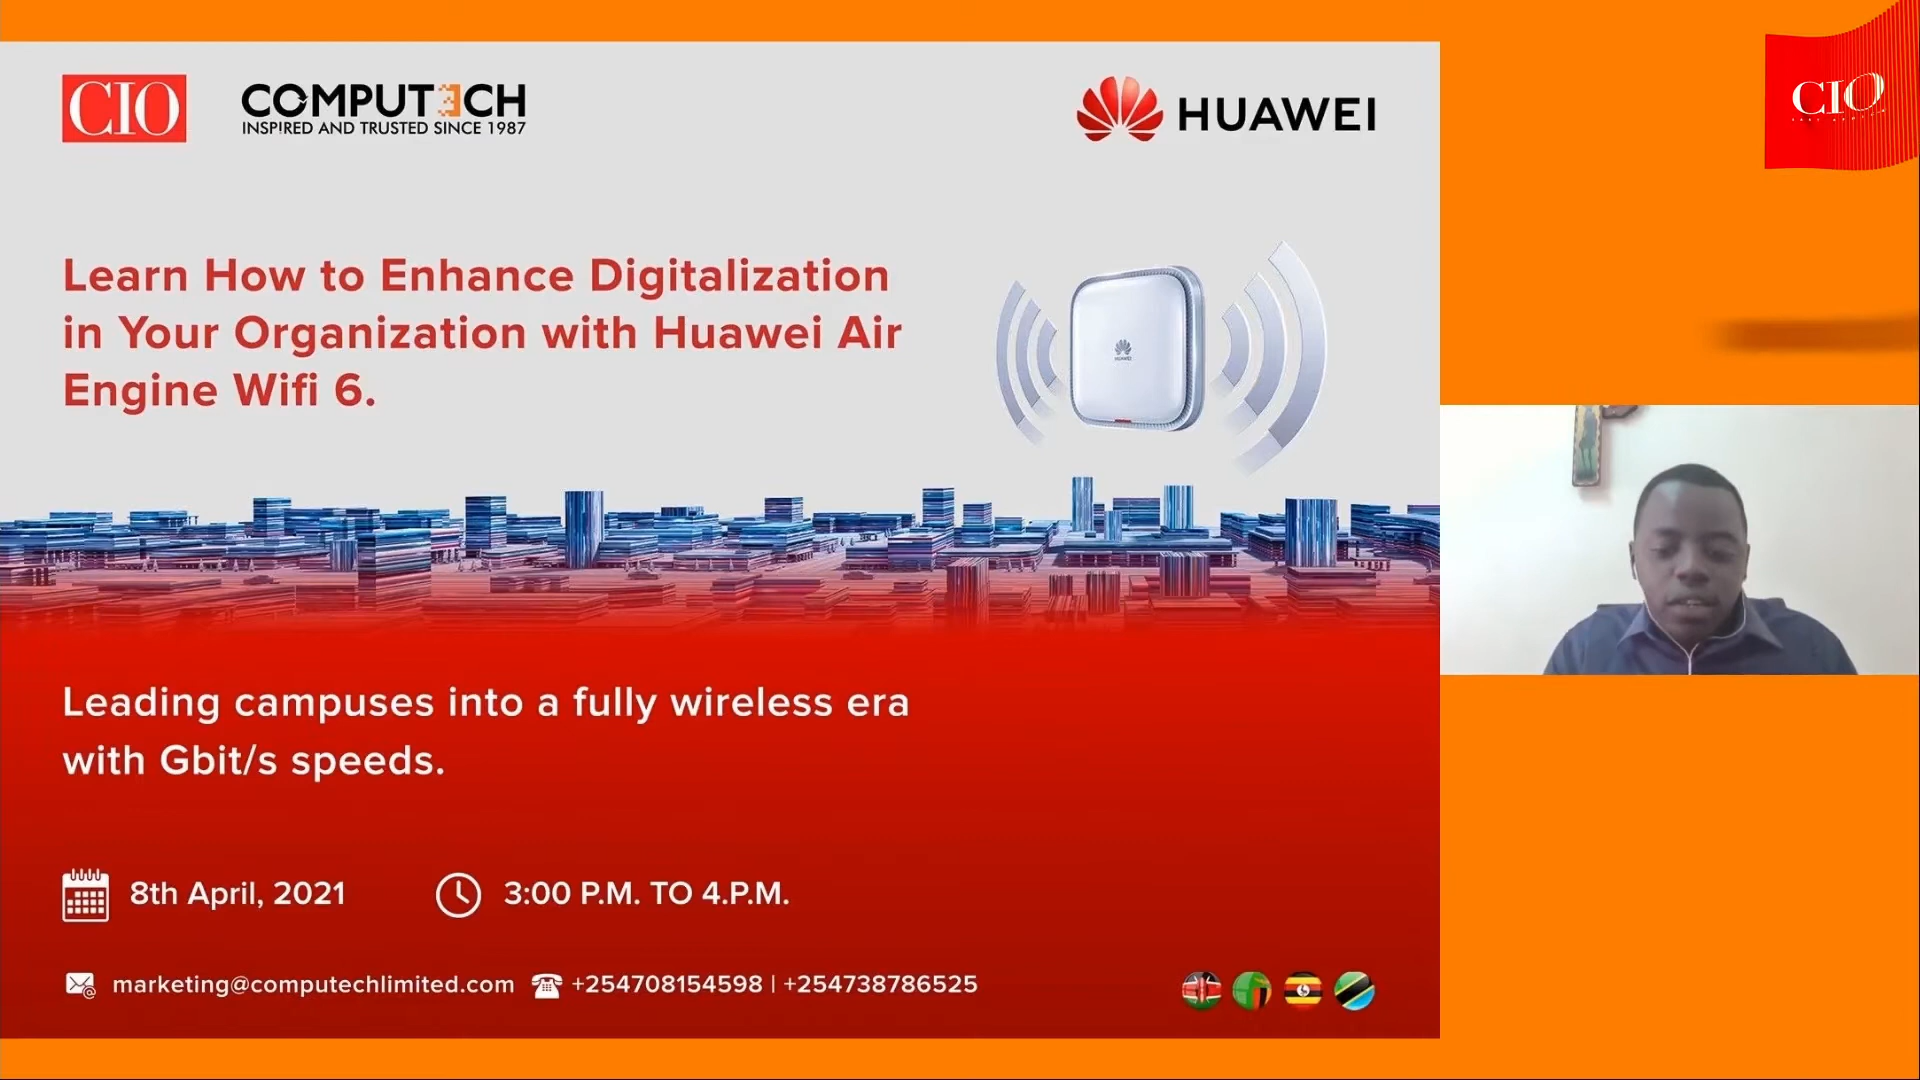 CIO
COMPUTECH
INSPIRED AND TRUSTED SINCE 1987
HUAWEI
CIO
Learn How to Enhance Digitalization
in Your Organization with Huawei Air
Engine Wifi 6.
HUAWEI
Leading campuses into a fully wireless era
with Gbit/s speeds.
8th April, 2021
3:00 P.M. TO 4.P.M.
marketing@computechlimited.com
+254708154598 | +254738786525